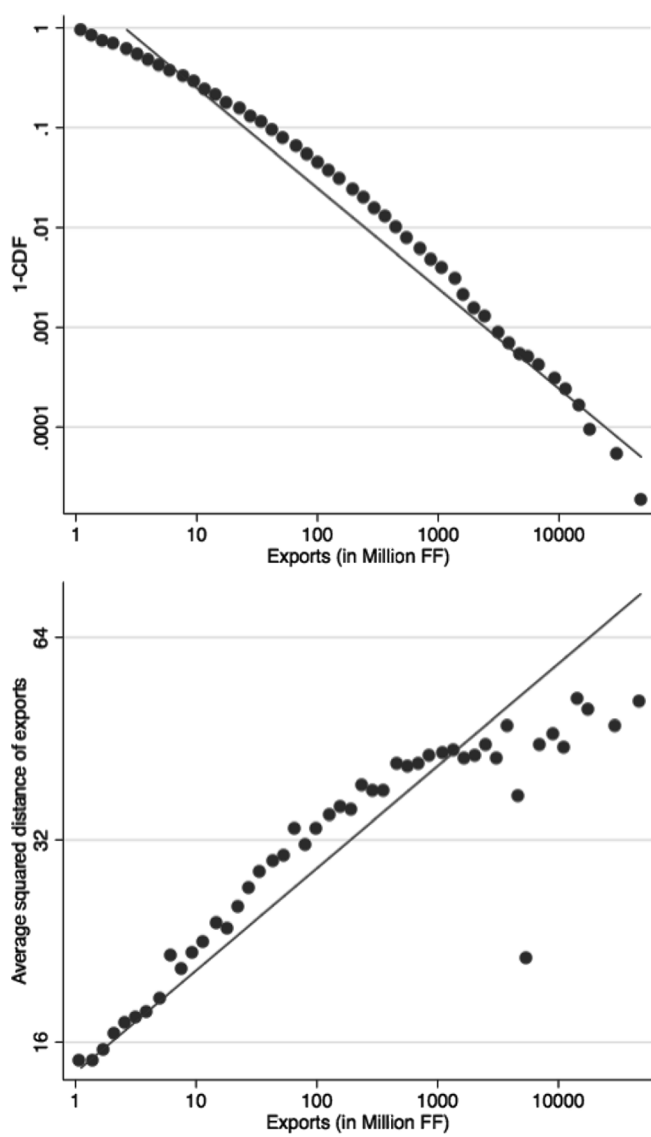 1
.1
.01
.001
.0001
1-CDF
1 10 100 1000 10000
Exports (in Million FF)
64
32
16
Average squared distance of exports
1 10 100 1000 10000
Exports (in Million FF)